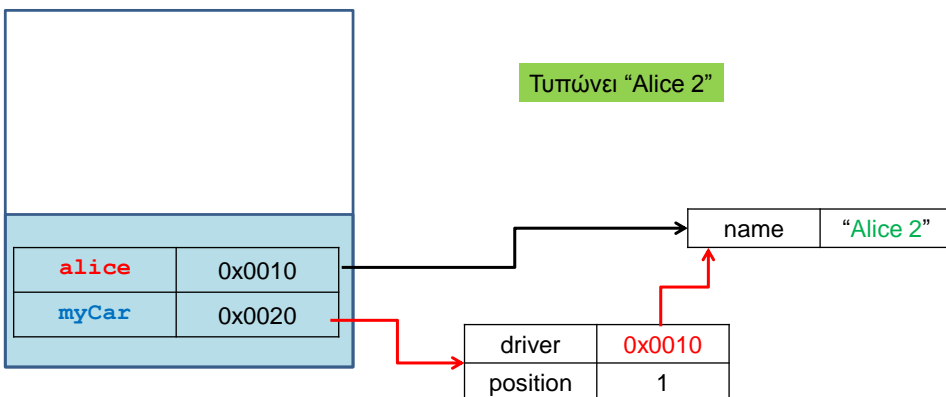 Τυπώνει “Alice 2”
name “Alice 2”
alice 0x0010
myCar 0x0020
driver 0x0010
position 1